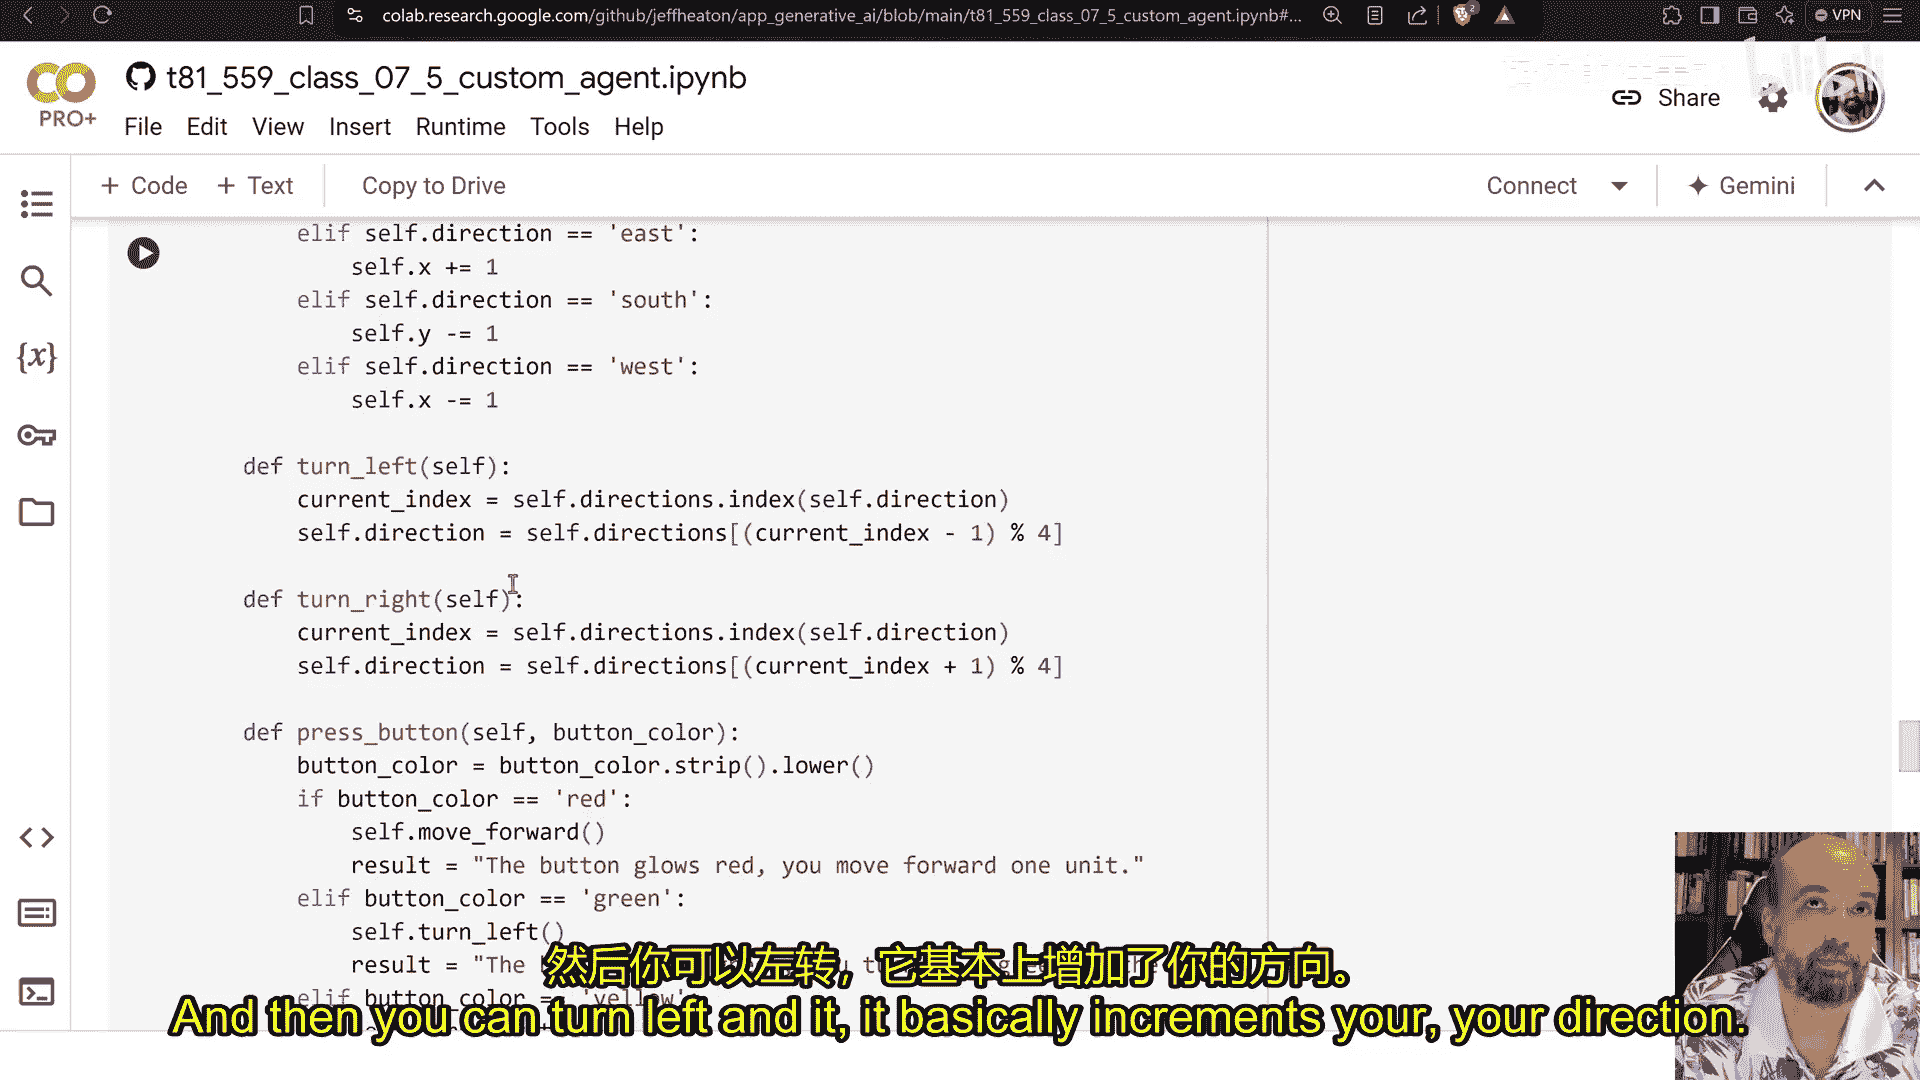 colab.research.google.com/github/jeffheaton/app_generative_ai/blob/main/t81_559_class_07_5_custom_agent.ipynb#...
2
VPN
CO
PRO+
t81_559_class_07_5_custom_agent.ipynb
bilibili
Share
File Edit View Insert Runtime Tools Help
+ Code + Text Copy to Drive Connect Gemini
elif self.direction == 'east':
self.x += 1
elif self.direction == 'south':
self.y -= 1
{x}
elif self.direction == 'west':
self.x -= 1
def turn_left(self):
current_index = self.directions.index(self.direction)
self.direction = self.directions[(current_index - 1) % 4]
def turn_right(self):
current_index = self.directions.index(self.direction)
self.direction = self.directions[(current_index + 1) % 4]
def press_button(self, button_color):
button_color = button_color.strip().lower()
if button_color == 'red':
self.move_forward()
result = "The button glows red, you move forward one unit."
elif button_color == 'green':
self.turn_left()
result = "The
elif button_color == 'yellow'
然后你可以左转，它基本上增加了你的方向。
And then you can turn left and it, it basically increments your, your direction.